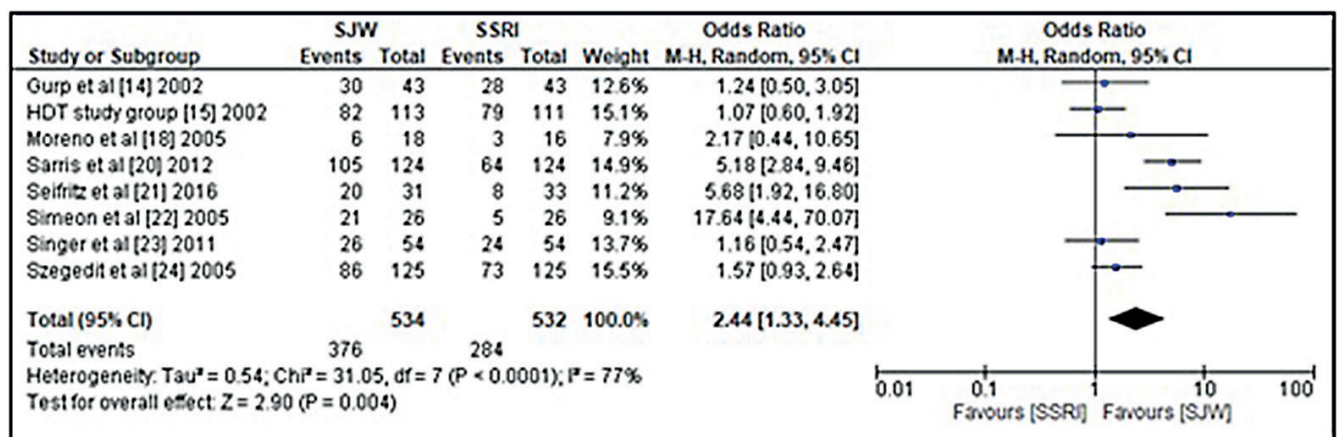 SJW SSRI Odds Ratio Odds Ratio
Study or Subgroup Events Total Events Total Weight M-H, Random, 95% CI M-H, Random, 95% CI
Gurp et al [14] 2002 30 43 28 43 12.6% 1.24 [0.50, 3.05]
HDT study group [15] 2002 82 113 79 111 15.1% 1.07 [0.60, 1.92]
Moreno et al [18] 2005 6 18 3 16 7.9% 2.17 [0.44, 10.65]
Sarris et al [20] 2012 105 124 64 124 14.9% 5.18 [2.84, 9.46]
Seifritz et al [21] 2016 20 31 8 33 11.2% 5.68 [1.92, 16.80]
Simeon et al [22] 2005 21 26 5 26 9.1% 17.64 [4.44, 70.07]
Singer et al [23] 2011 26 54 24 54 13.7% 1.16 [0.54, 2.47]
Szegedit et al [24] 2005 86 125 73 125 15.5% 1.57 [0.93, 2.64]
Total (95% CI) 534 532 100.0% 2.44 [1.33, 4.45]
Total events 376 284
Heterogeneity: Tau² = 0.54; Chi² = 31.05, df = 7 (P < 0.0001); I² = 77%
Test for overall effect: Z = 2.90 (P = 0.004)
0.01 0.1 1 10 100
Favours [SSRI] Favours [SJW]